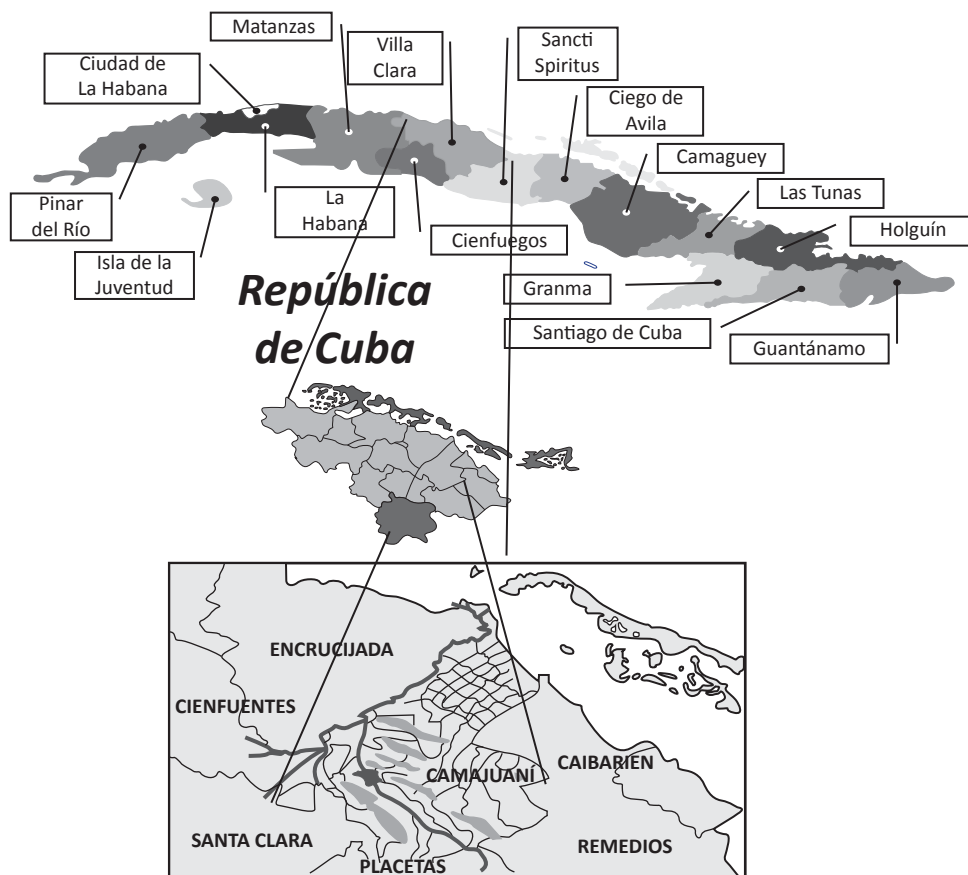 Matanzas
Villa
Clara
Sancti
Spiritus
Ciudad de
La Habana
Ciego de
Avila
Camaguey
Las Tunas
Pinar
del Río
La
Habana
Cienfuegos
Holguín
Isla de la
Juventud
Granma
República
de Cuba
Santiago de Cuba
Guantánamo
ENCRUCIJADA
CIENFUENTES
CAMAJUANÍ
CAIBARIEN
SANTA CLARA
REMEDIOS
PLACETAS